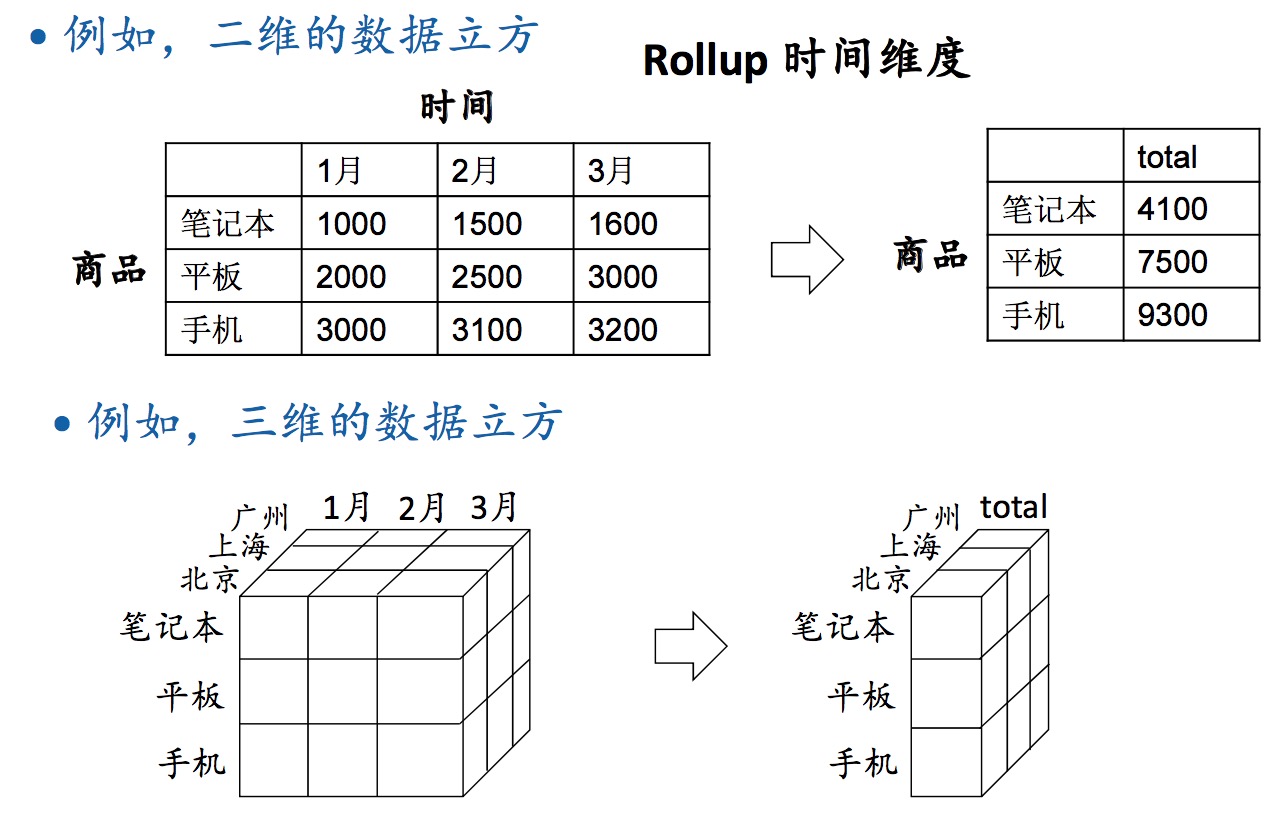 • 例如，二维的数据立方
Rollup 时间维度
时间
1月 2月 3月
笔记本 1000 1500 1600
商品
平板 2000 2500 3000
手机 3000 3100 3200
total
笔记本 4100
商品
平板 7500
手机 9300
• 例如，三维的数据立方
广州 1月 2月 3月
上海
北京
笔记本
平板
手机
广州 total
上海
北京
笔记本
平板
手机